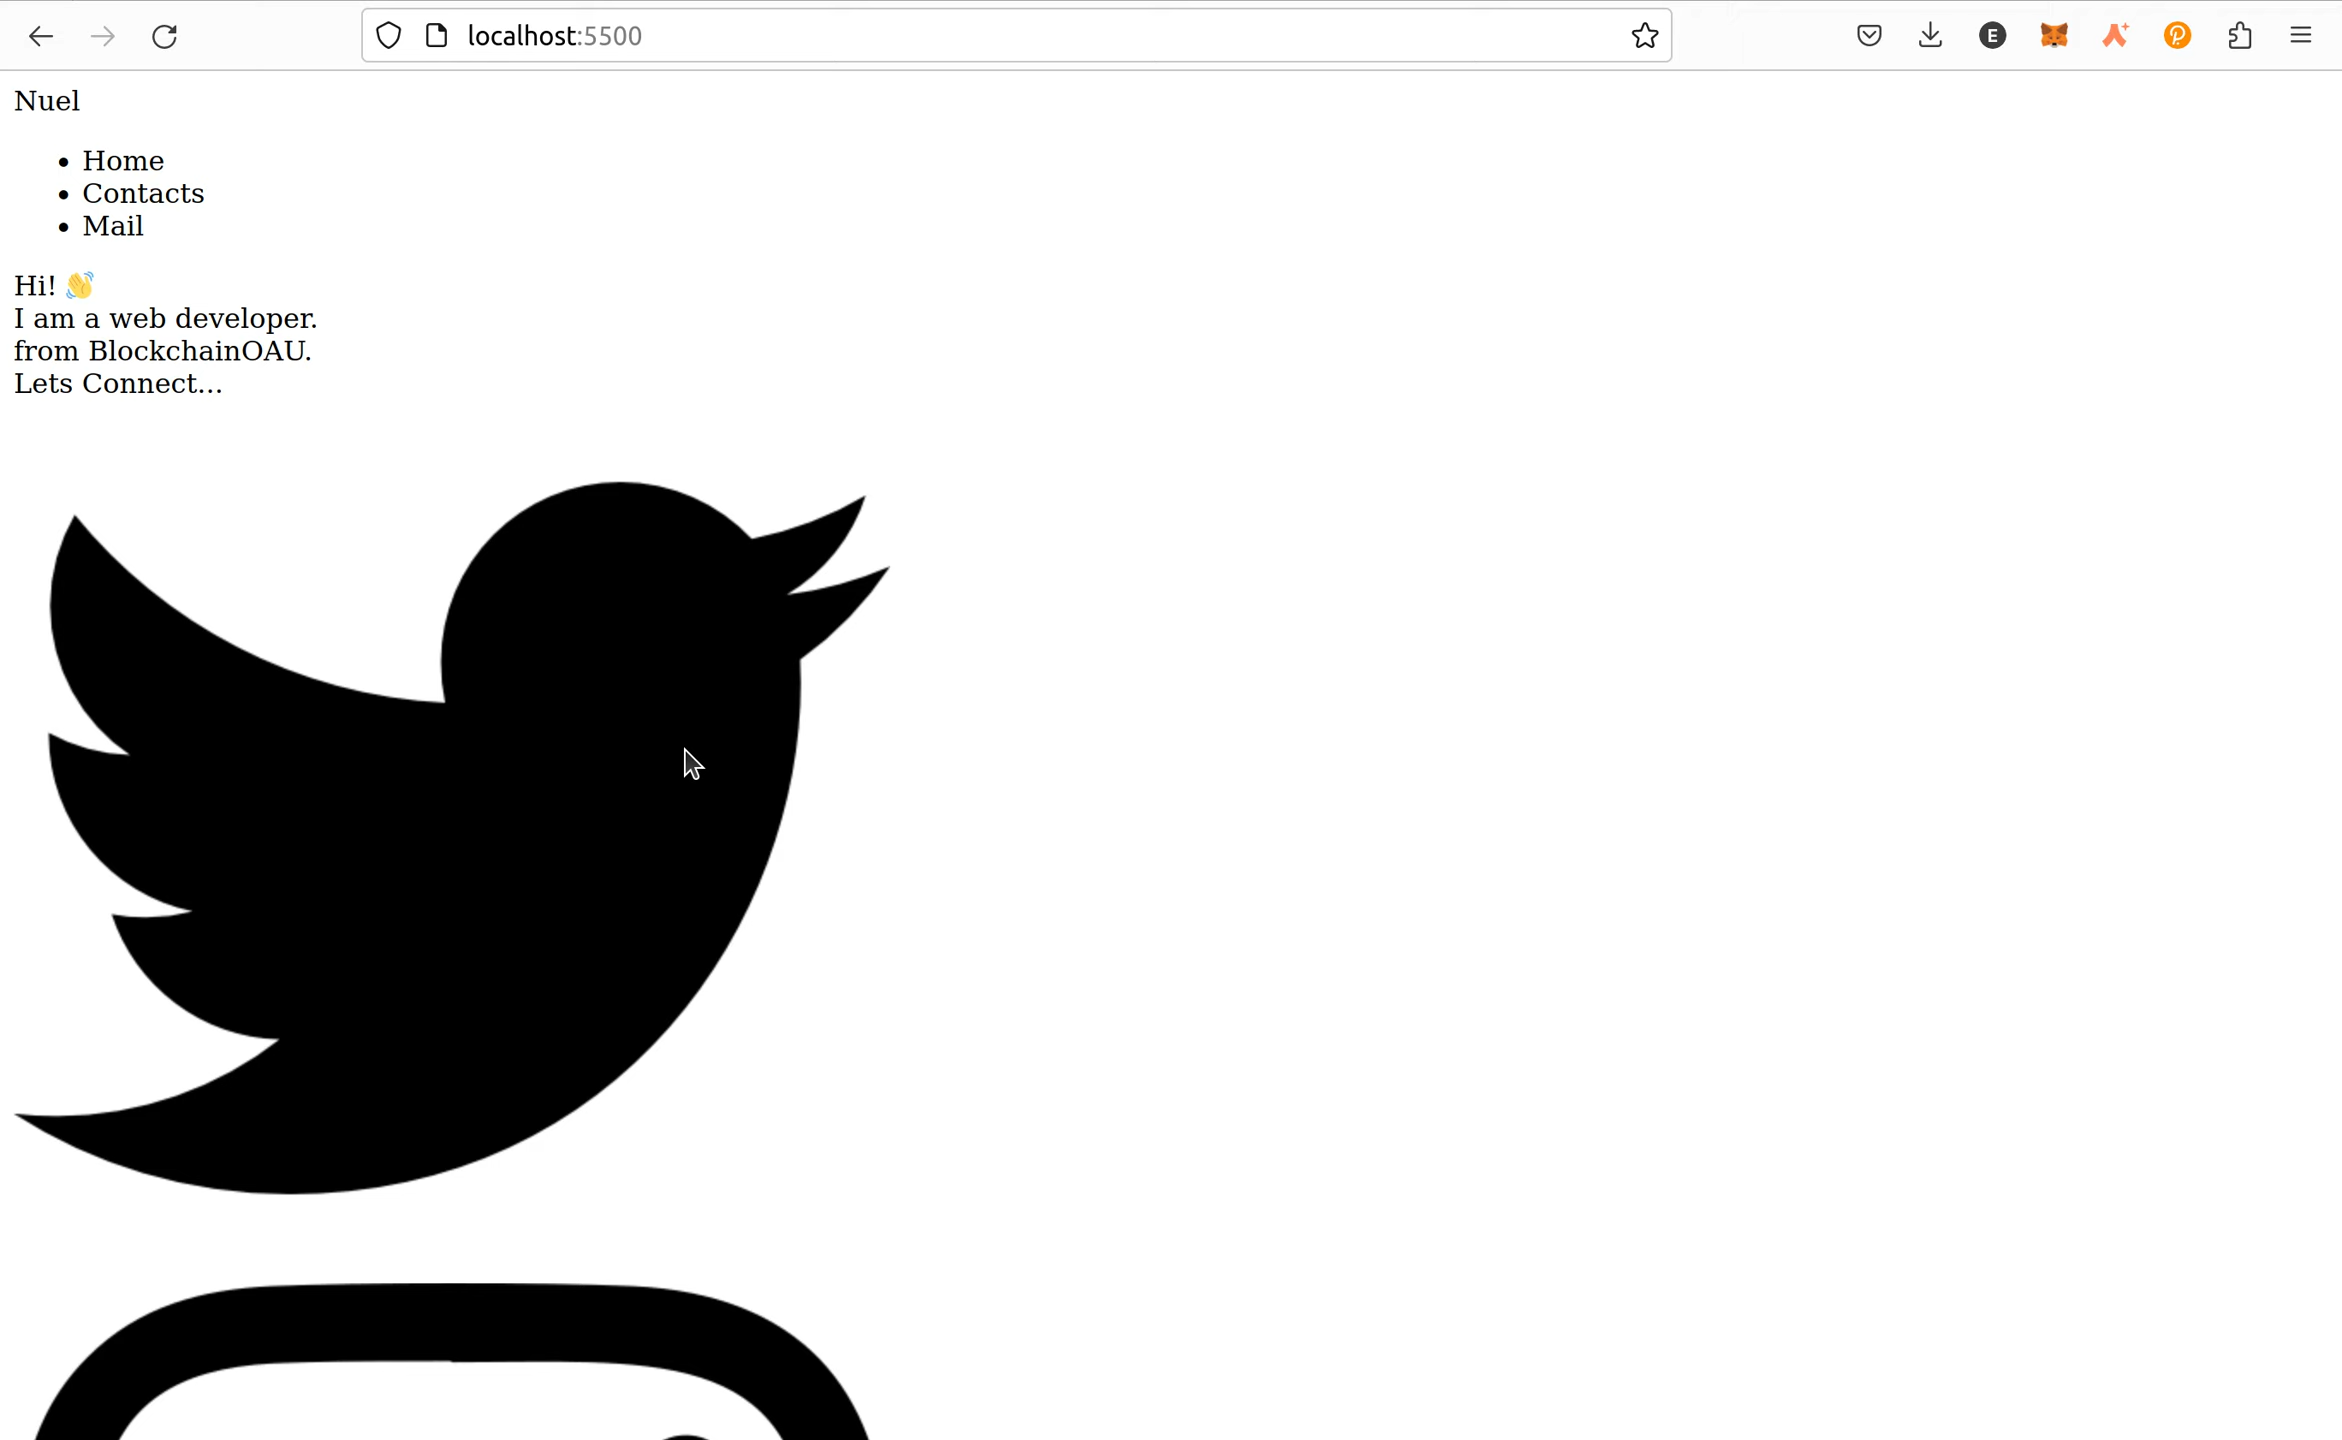 localhost:5500
E
Nuel
Home
Contacts
Mail
Hi! 👋
I am a web developer.
from BlockchainOAU.
Lets Connect...